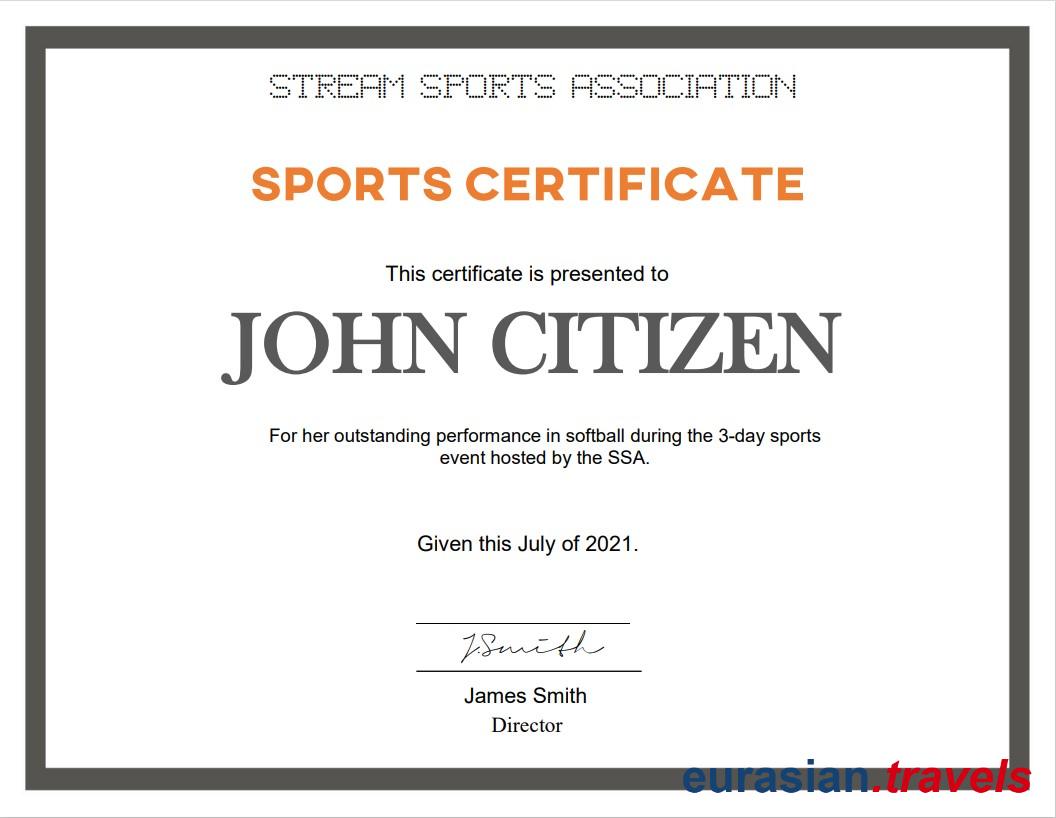 STREAM SPORTS ASSOCIATION
SPORTS CERTIFICATE
This certificate is presented to
JOHN CITIZEN
For her outstanding performance in softball during the 3-day sports
event hosted by the SSA.
Given this July of 2021.
J.Smith
James Smith
Director
eurasian.travels